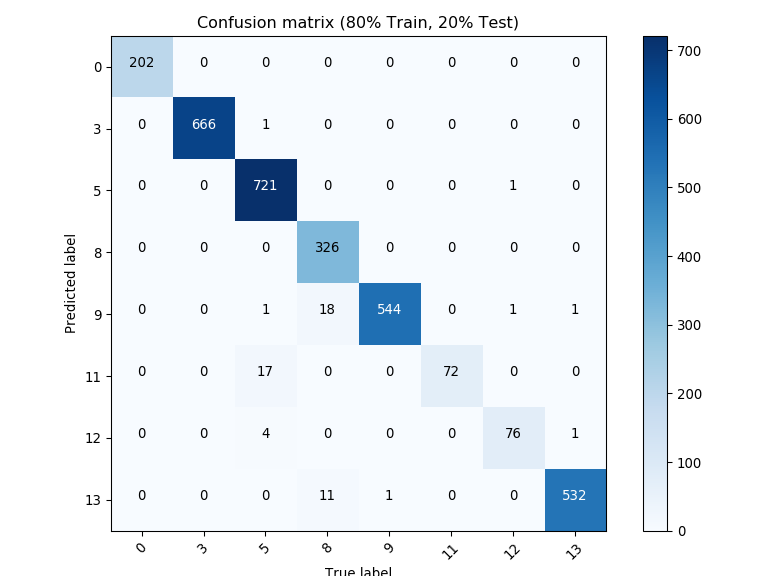 Confusion matrix (80% Train, 20% Test)
Predicted label
0 202 0 0 0 0 0 0 0
3 0 666 1 0 0 0 0 0
5 0 0 721 0 0 0 1 0
8 0 0 0 326 0 0 0 0
9 0 0 1 18 544 0 1 1
11 0 0 17 0 0 72 0 0
12 0 0 4 0 0 0 76 1
13 0 0 0 11 1 0 0 532
0 3 5 8 9 11 12 13
True label
700
600
500
400
300
200
100
0